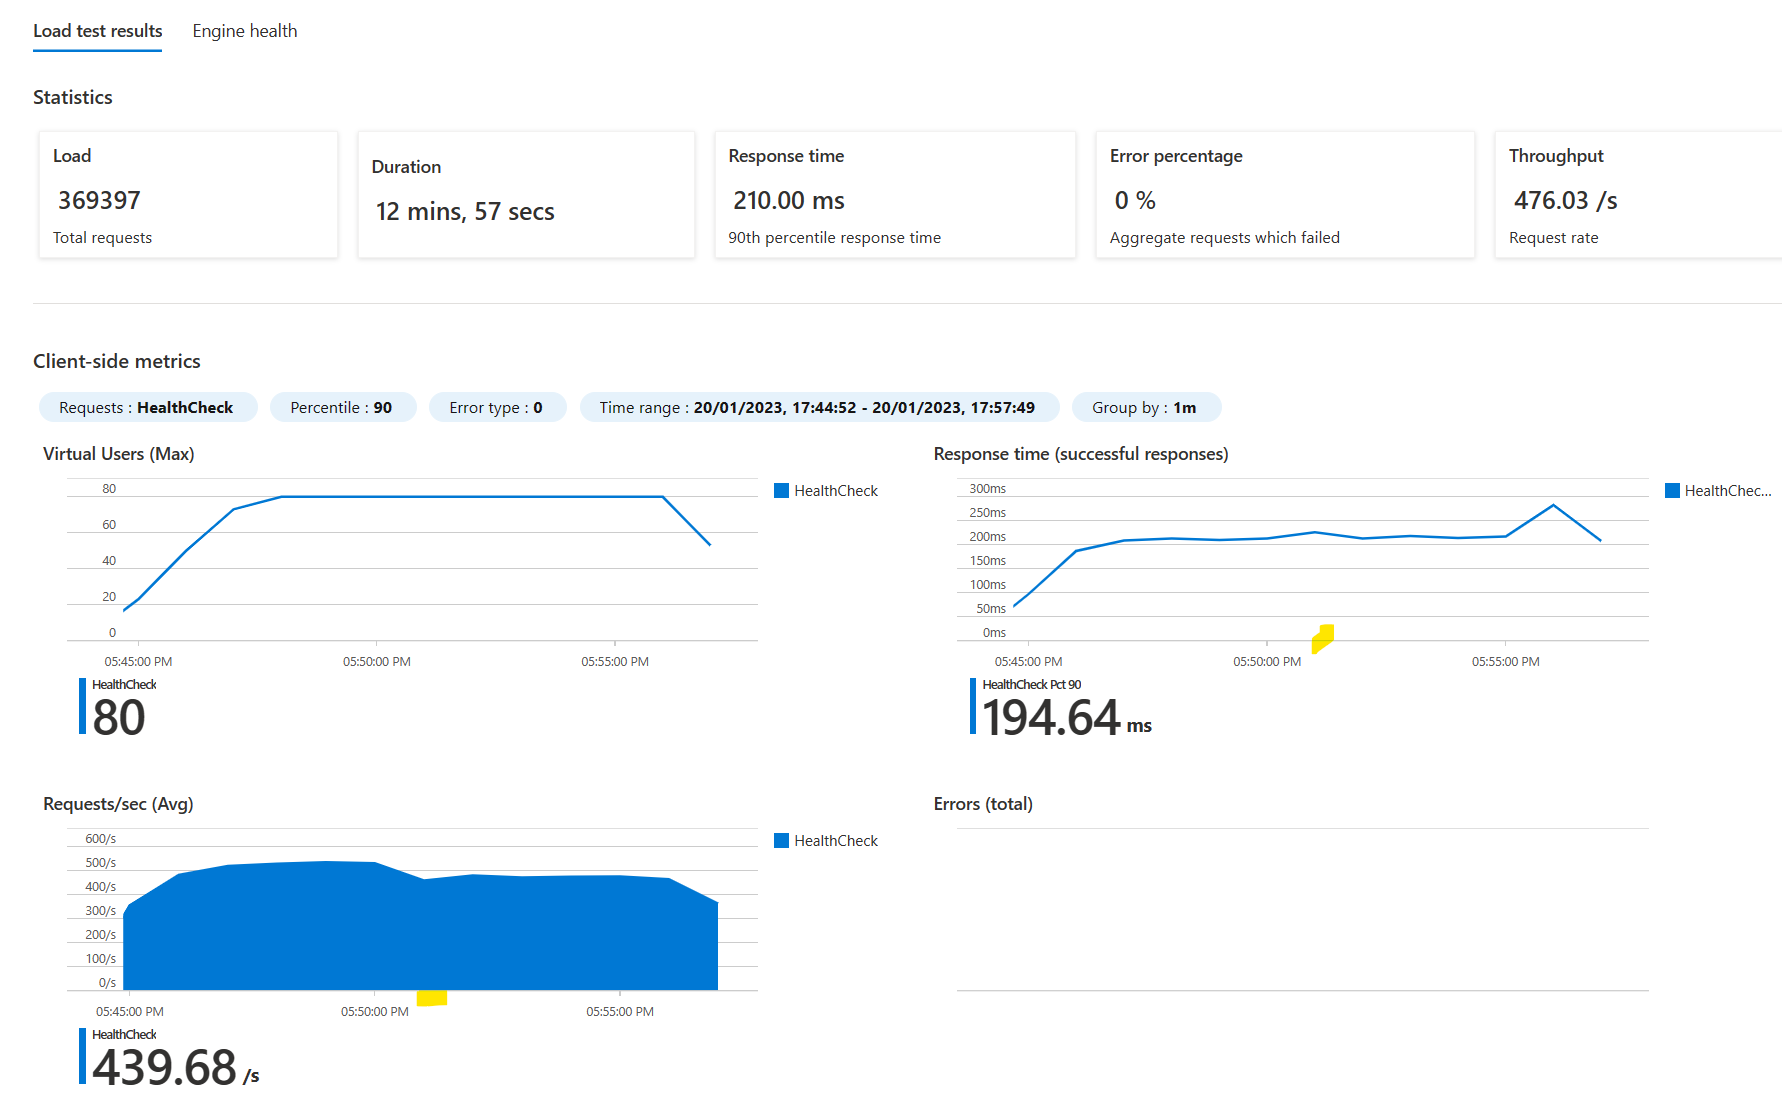 Load test results Engine health
Statistics
Load
369397
Total requests
Duration
12 mins, 57 secs
Response time
210.00 ms
90th percentile response time
Error percentage
0 %
Aggregate requests which failed
Throughput
476.03 /s
Request rate
Client-side metrics
Requests : HealthCheck Percentile : 90 Error type : 0 Time range : 20/01/2023, 17:44:52 - 20/01/2023, 17:57:49 Group by : 1m
Virtual Users (Max)
80
60
40
20
0
05:45:00 PM 05:50:00 PM 05:55:00 PM
HealthCheck
HealthCheck
80
Response time (successful responses)
300ms
250ms
200ms
150ms
100ms
50ms
0ms
05:45:00 PM 05:50:00 PM 05:55:00 PM
HealthChec...
HealthCheck Pct 90
194.64 ms
Requests/sec (Avg)
600/s
500/s
400/s
300/s
200/s
100/s
0/s
05:45:00 PM 05:50:00 PM 05:55:00 PM
HealthCheck
HealthCheck
439.68 /s
Errors (total)